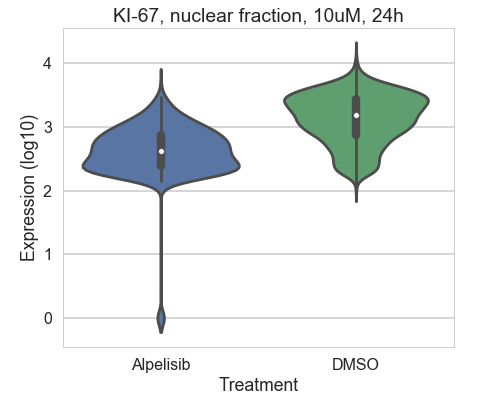 KI-67, nuclear fraction, 10uM, 24h
Expression (log10)
4
3
2
1
0
Alpelisib
DMSO
Treatment